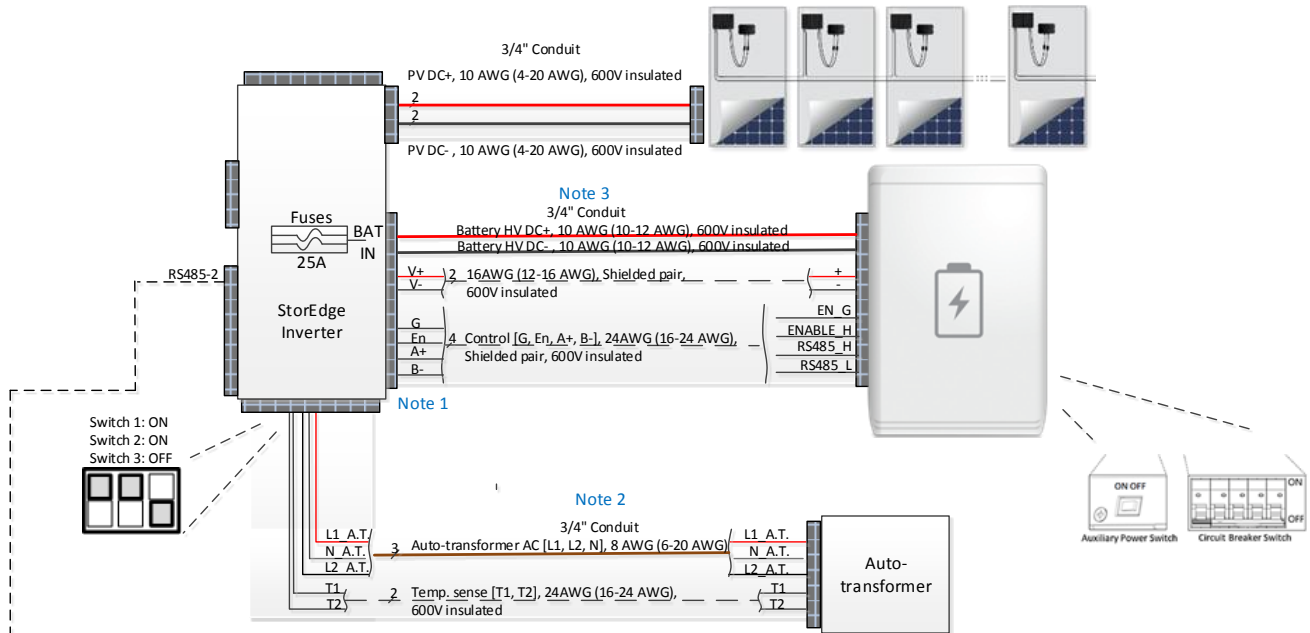 3/4" Conduit
PV DC+, 10 AWG (4-20 AWG), 600V insulated
2
2
PV DC- , 10 AWG (4-20 AWG), 600V insulated
Note 3
3/4" Conduit
Battery HV DC+, 10 AWG (10-12 AWG), 600V insulated
Battery HV DC-, 10 AWG (10-12 AWG), 600V insulated
Fuses
BAT
IN
25A
RS485-2
StorEdge
Inverter
V+
V-
2 16AWG (12-16 AWG), Shielded pair,
600V insulated
+
-
G
En
A+
B-
4 Control [G, En, A+, B-], 24AWG (16-24 AWG),
Shielded pair, 600V insulated
EN_G
ENABLE_H
RS485_H
RS485_L
Note 1
Switch 1: ON
Switch 2: ON
Switch 3: OFF
ON OFF
Auxiliary Power Switch
ON
OFF
Circuit Breaker Switch
Note 2
3/4" Conduit
L1_A.T.
N_A.T.
L2_A.T.
3 Auto-transformer AC [L1, L2, N], 8 AWG (6-20 AWG)
L1_A.T.
N_A.T.
L2_A.T.
T1
T2
2 Temp. sense [T1, T2], 24AWG (16-24 AWG),
600V insulated
T1
T2
Auto-
transformer